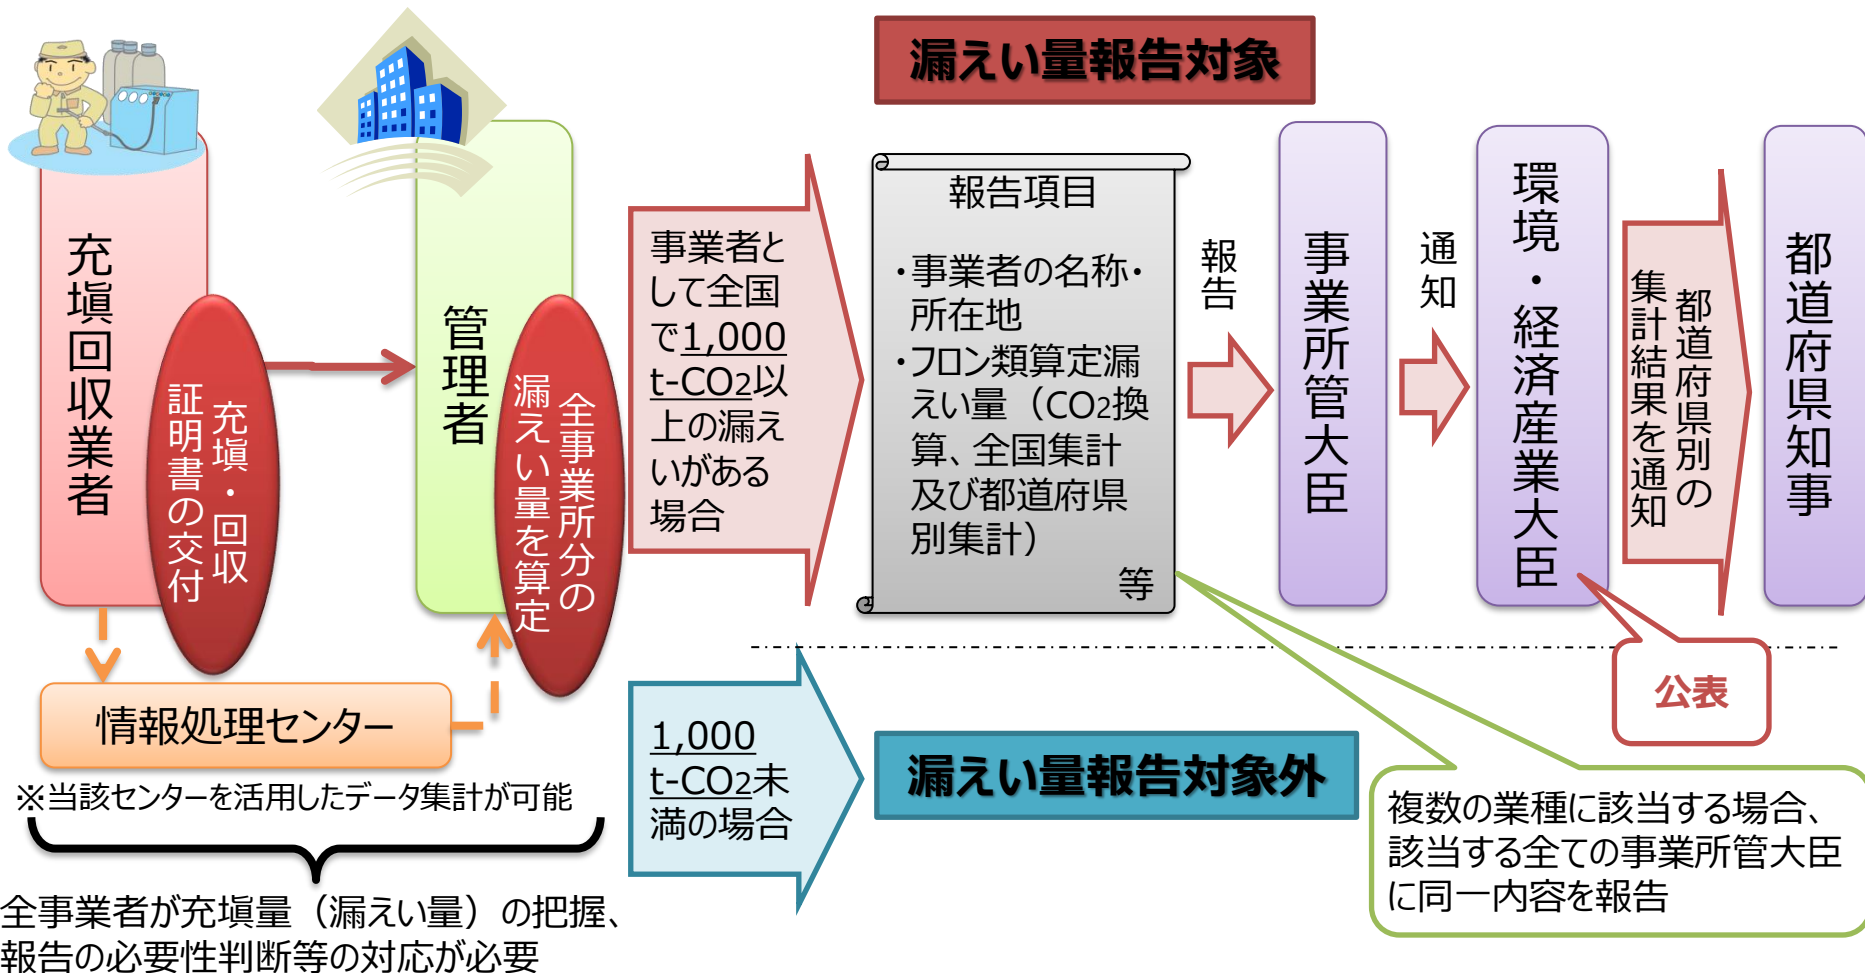 漏えい量報告対象
充塡回収業者
充塡・回収
証明書の交付
管理者
全事業所分の
漏えい量を算定
事業者と
して全国
で1,000
t-CO2以
上の漏え
いがある
場合
報告項目
・事業者の名称・
所在地
・フロン類算定漏
えい量（CO2換
算、全国集計
及び都道府県
別集計）
等
報告
事業所管大臣
通知
環境・経済産業大臣
都道府県別の
集計結果を通知
都道府県知事
公表
情報処理センター
※当該センターを活用したデータ集計が可能
全事業者が充塡量（漏えい量）の把握、
報告の必要性判断等の対応が必要
1,000
t-CO2未
満の場合
漏えい量報告対象外
複数の業種に該当する場合、
該当する全ての事業所管大臣
に同一内容を報告